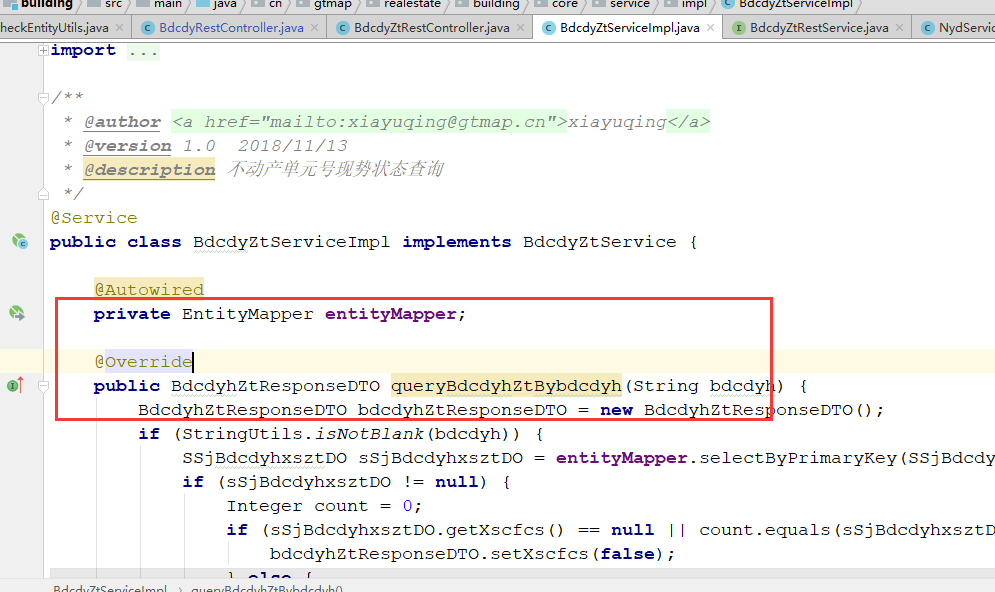 building src main java cn gtmap realestate building core service impl BdcdyZtServiceImpl
heckEntityUtils.java BdcdyRestController.java BdcdyZtRestController.java BdcdyZtServiceImpl.java BdcdyZtRestService.java NydServic
import ...
/**
* @author <a href="mailto:xiayuqing@gtmap.cn">xiayuqing</a>
* @version 1.0 2018/11/13
* @description 不动产单元号现势状态查询
*/
@Service
public class BdcdyZtServiceImpl implements BdcdyZtService {
@Autowired
private EntityMapper entityMapper;
@Override
public BdcdyhZtResponseDTO queryBdcdyhZtBybdcdyh(String bdcdyh) {
BdcdyhZtResponseDTO bdcdyhZtResponseDTO = new BdcdyhZtResponseDTO();
if (StringUtils.isNotBlank(bdcdyh)) {
SSjBdcdyhxsztDO sSjBdcdyhxsztDO = entityMapper.selectByPrimaryKey(SSjBdcdy
if (sSjBdcdyhxsztDO != null) {
Integer count = 0;
if (sSjBdcdyhxsztDO.getXscfcs() == null || count.equals(sSjBdcdyhxsztD
bdcdyhZtResponseDTO.setXscfcs(false);
} else {
BdcdyZtServiceImpl > queryBdcdyhZtBybdcdyh()